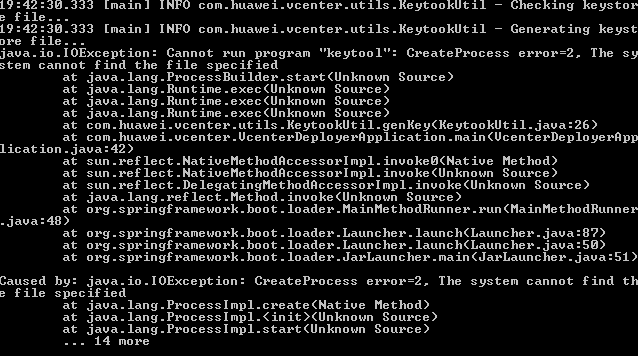 19:42:30.333 [main] INFO com.huawei.vcenter.utils.KeytookUtil - Checking keystor
e file...
19:42:30.333 [main] INFO com.huawei.vcenter.utils.KeytookUtil - Generating keyst
ore file...
java.io.IOException: Cannot run program "keytool": CreateProcess error=2, The sy
stem cannot find the file specified
at java.lang.ProcessBuilder.start(Unknown Source)
at java.lang.Runtime.exec(Unknown Source)
at java.lang.Runtime.exec(Unknown Source)
at java.lang.Runtime.exec(Unknown Source)
at com.huawei.vcenter.utils.KeytookUtil.genKey(KeytookUtil.java:26)
at com.huawei.vcenter.VcenterDeployerApplication.main(VcenterDeployerApp
lication.java:42)
at sun.reflect.NativeMethodAccessorImpl.invoke0(Native Method)
at sun.reflect.NativeMethodAccessorImpl.invoke(Unknown Source)
at sun.reflect.DelegatingMethodAccessorImpl.invoke(Unknown Source)
at java.lang.reflect.Method.invoke(Unknown Source)
at org.springframework.boot.loader.MainMethodRunner.run(MainMethodRunner
.java:48)
at org.springframework.boot.loader.Launcher.launch(Launcher.java:87)
at org.springframework.boot.loader.Launcher.launch(Launcher.java:50)
at org.springframework.boot.loader.JarLauncher.main(JarLauncher.java:51)
Caused by: java.io.IOException: CreateProcess error=2, The system cannot find th
e file specified
at java.lang.ProcessImpl.create(Native Method)
at java.lang.ProcessImpl.<init>(Unknown Source)
at java.lang.ProcessImpl.start(Unknown Source)
... 14 more